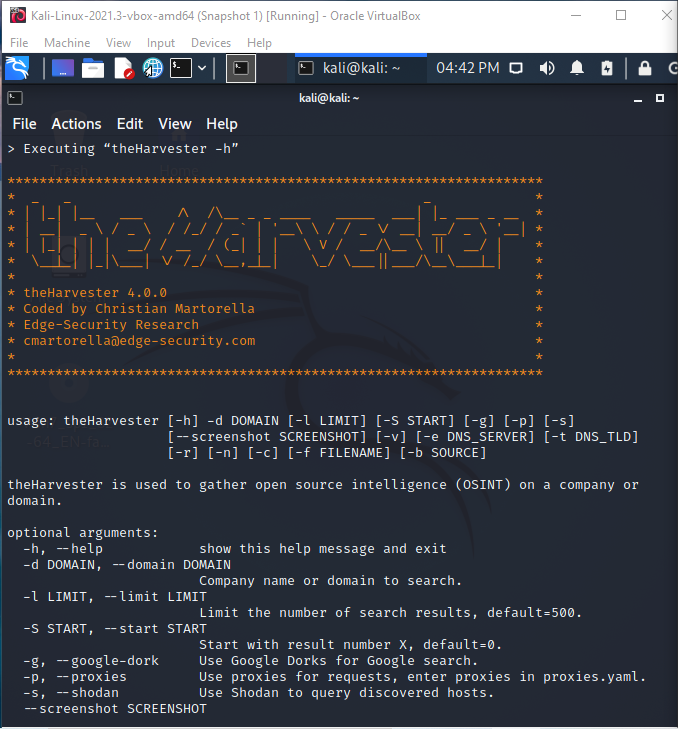 Kali-Linux-2021.3-vbox-amd64 (Snapshot 1) [Running] - Oracle VirtualBox
File Machine View Input Devices Help
kali@kali: ~ 04:42 PM
kali@kali: ~
File Actions Edit View Help
> Executing “theHarvester -h”
*******************************************************************
theHarvester
* theHarvester 4.0.0 *
* Coded by Christian Martorella *
* Edge-Security Research *
* cmartorella@edge-security.com *
* *
*******************************************************************
usage: theHarvester [-h] -d DOMAIN [-l LIMIT] [-S START] [-g] [-p] [-s]
[--screenshot SCREENSHOT] [-v] [-e DNS_SERVER] [-t DNS_TLD]
[-r] [-n] [-c] [-f FILENAME] [-b SOURCE]
theHarvester is used to gather open source intelligence (OSINT) on a company or
domain.
optional arguments:
-h, --help show this help message and exit
-d DOMAIN, --domain DOMAIN
Company name or domain to search.
-l LIMIT, --limit LIMIT
Limit the number of search results, default=500.
-S START, --start START
Start with result number X, default=0.
-g, --google-dork Use Google Dorks for Google search.
-p, --proxies Use proxies for requests, enter proxies in proxies.yaml.
-s, --shodan Use Shodan to query discovered hosts.
--screenshot SCREENSHOT